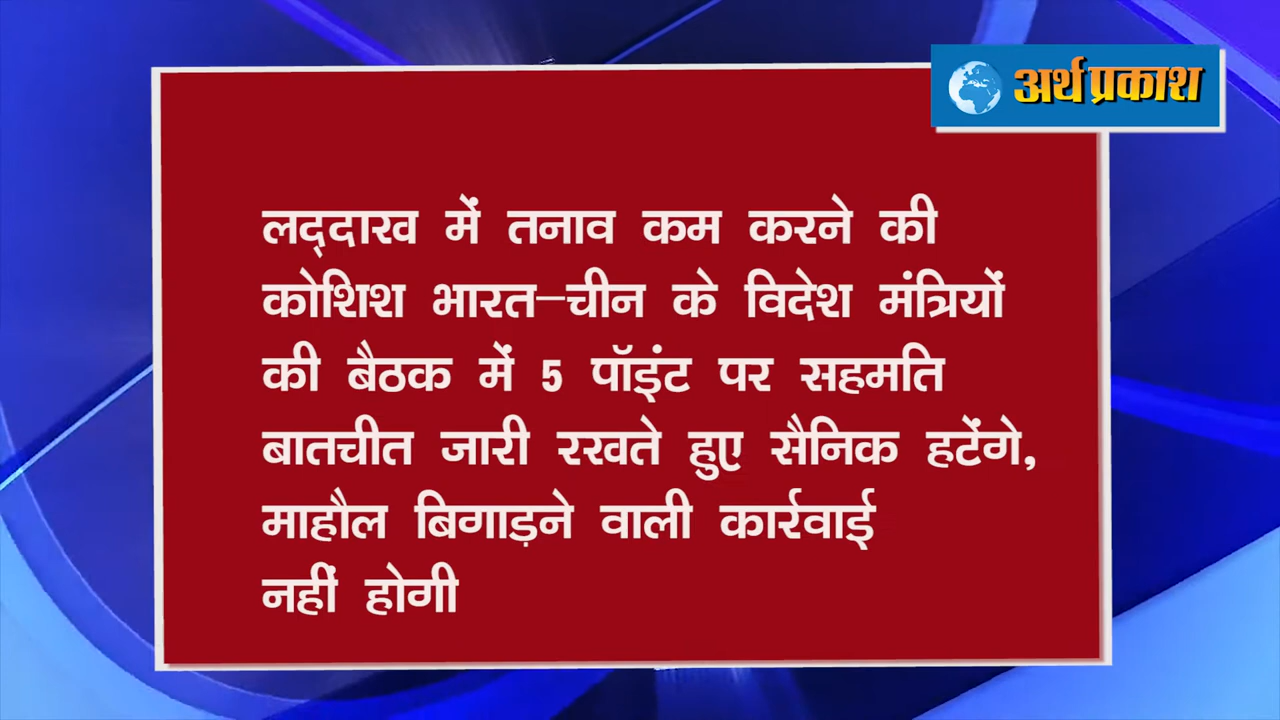 अर्थ प्रकाश
लद्दाख में तनाव कम करने की
कोशिश भारत–चीन के विदेश मंत्रियों
की बैठक में 5 पॉइंट पर सहमति
बातचीत जारी रखते हुए सैनिक हटेंगे,
माहौल बिगाड़ने वाली कार्रवाई
नहीं होगी